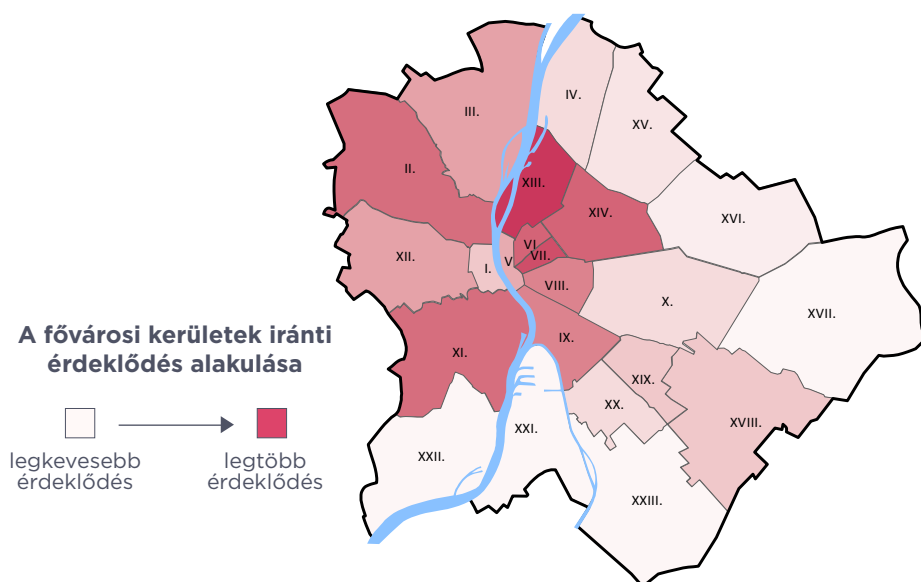 IV.
III.
XV.
II.
XIII.
XIV.
XVI.
VI
XII.
V
VII.
I.
VIII.
X.
XVII.
A fővárosi kerületek iránti
érdeklődés alakulása
IX.
XI.
XIX.
XX.
XVIII.
XXI.
XXII.
legkevesebb
érdeklődés
legtöbb
érdeklődés
XXIII.